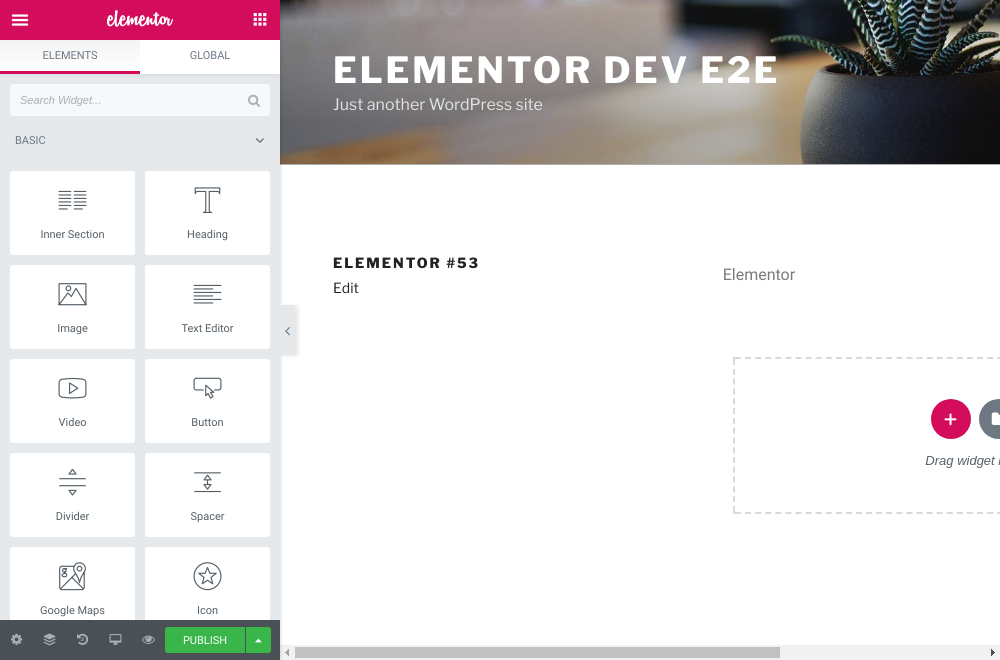 elementor
ELEMENTS
GLOBAL
Search Widget...
BASIC
Inner Section
Heading
Image
Text Editor
Video
Button
Divider
Spacer
Google Maps
Icon
PUBLISH
ELEMENTOR DEV E2E
Just another WordPress site
ELEMENTOR #53
Edit
Elementor
Drag widget